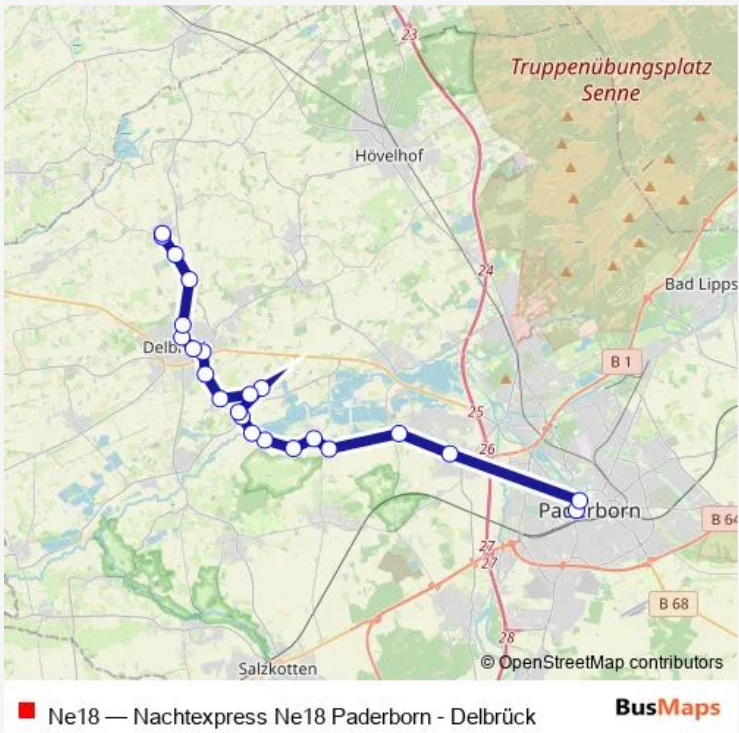 23
Truppenübungsplatz
Senne
Hövelhof
24
Bad Lipps
Delb
B 1
25
26
Paderborn
B 64
27
27
B 68
28
Salzkotten
© OpenStreetMap contributors
Ne18 — Nachtexpress Ne18 Paderborn - Delbrück
BusMaps